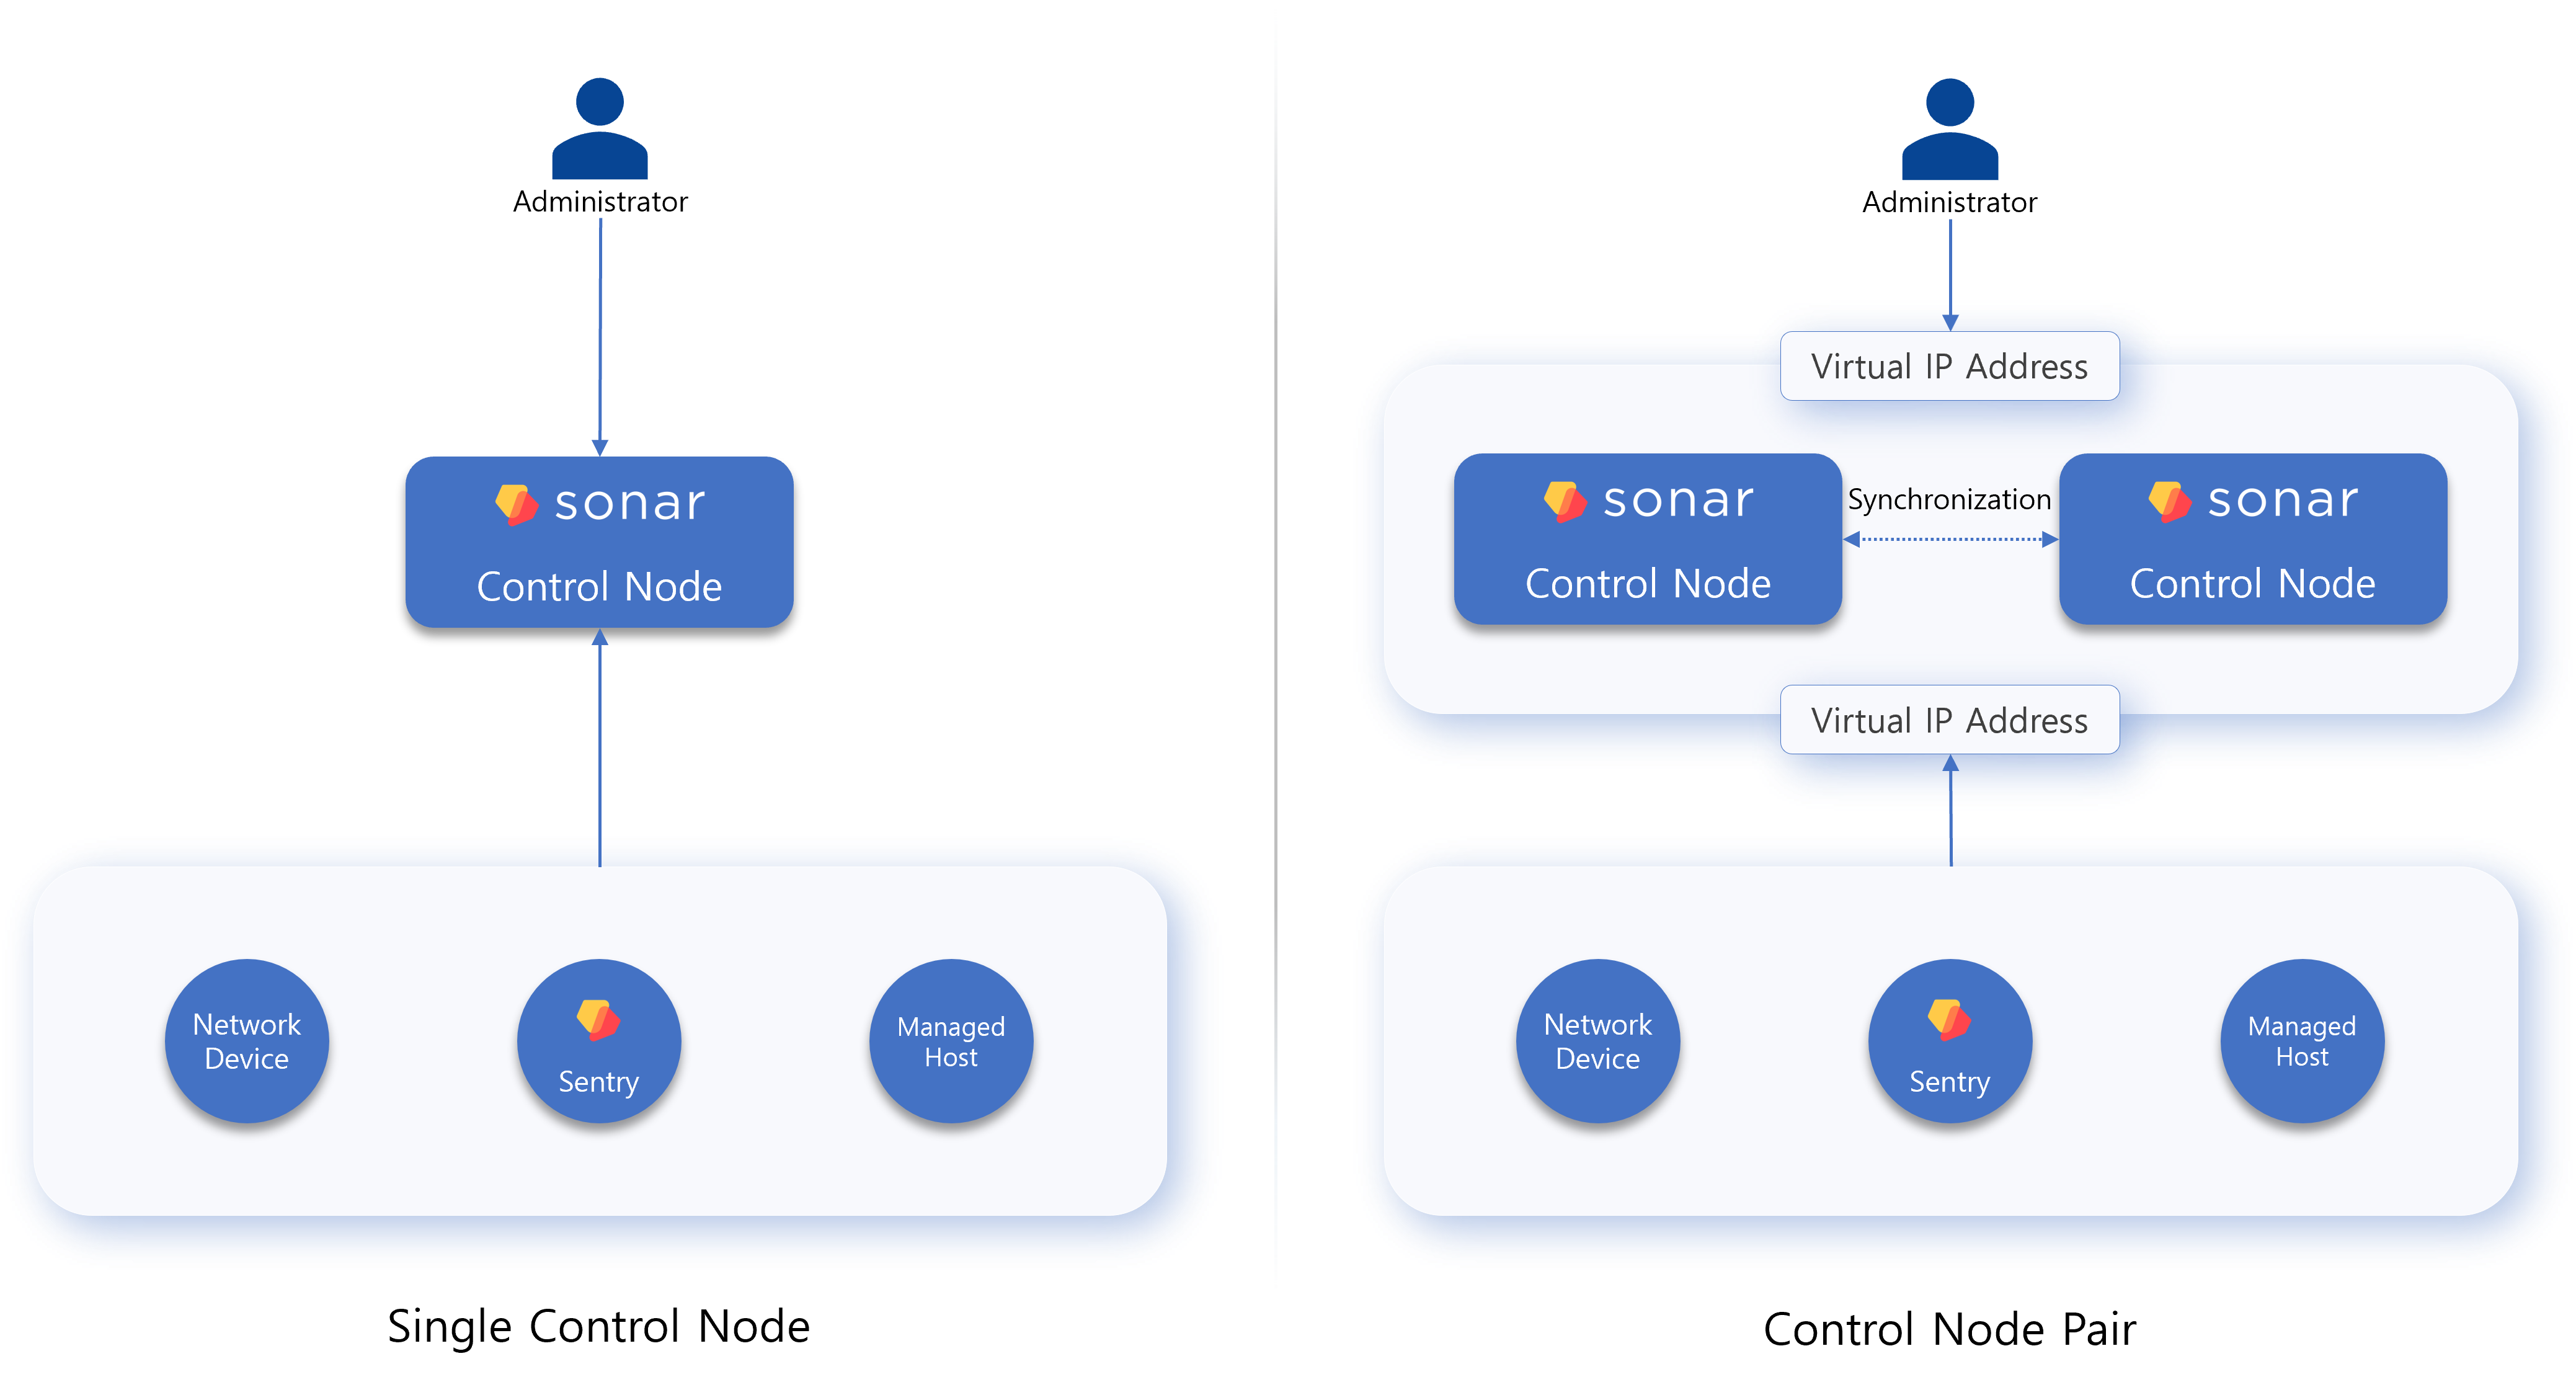 Administrator
sonar
Control Node
Network
Device
Sentry
Managed
Host
Single Control Node
Administrator
Virtual IP Address
sonar
Control Node
Synchronization
sonar
Control Node
Virtual IP Address
Network
Device
Sentry
Managed
Host
Control Node Pair